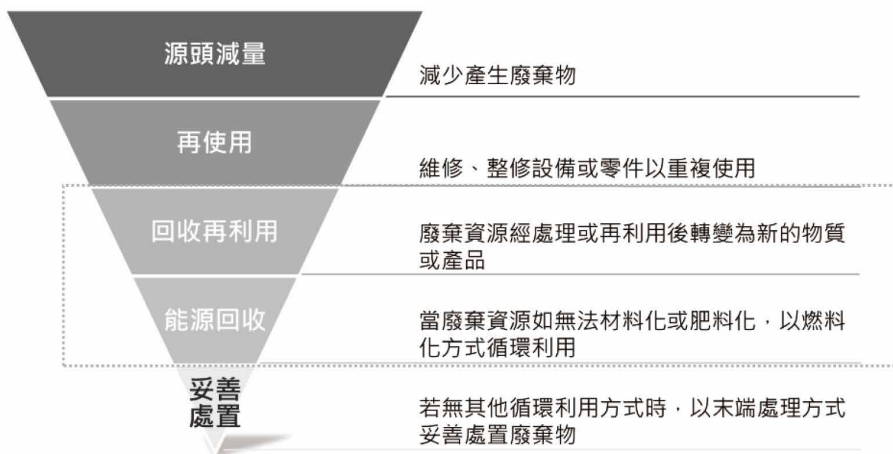 源頭減量
減少產生廢棄物
再使用
維修、整修設備或零件以重複使用
回收再利用
廢棄資源經處理或再利用後轉變為新的物質
或產品
能源回收
當廢棄資源如無法材料化或肥料化，以燃料
化方式循環利用
妥善
處置
若無其他循環利用方式時，以末端處理方式
妥善處置廢棄物